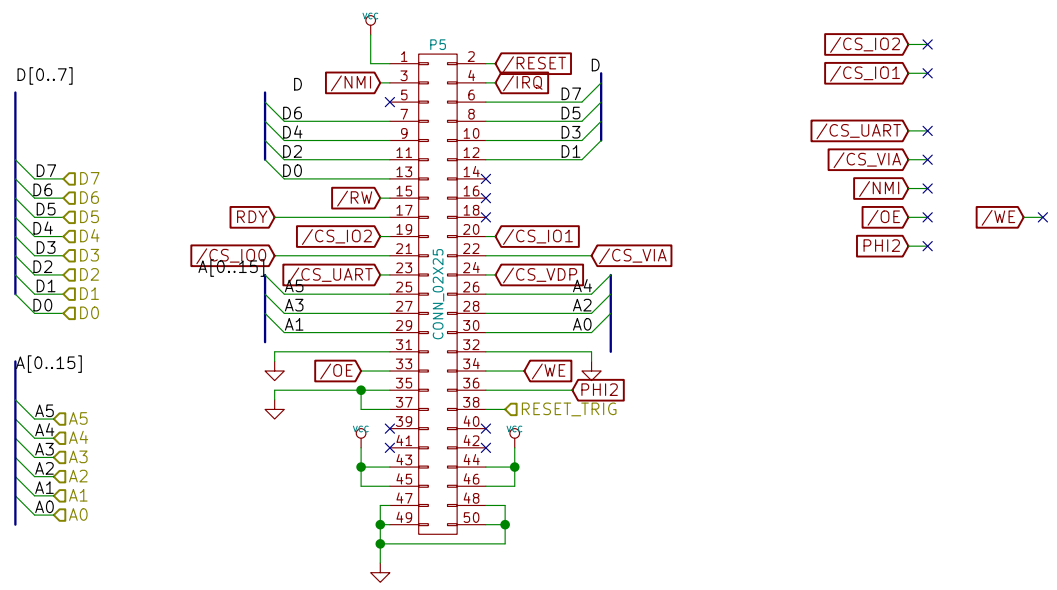 VCC
P5
1 2 /RESET
/NMI 3 4 /IRQ
D
D
5 6 D7
D6 7 8 D5
D4 9 10 D3
D2 11 12 D1
D0 13 14
/RW 15 16
RDY 17 18
/CS_IO2 19 20 /CS_IO1
/CS_IO0 21 22 /CS_VIA
A[0..15]
/CS_UART 23 24 /CS_VDP
A5 25 26 A4
A3 27 28 A2
A1 29 30 A0
31 32
/OE 33 34 /WE
35 36 PHI2
37 38 RESET_TRIG
39 40
VCC
VCC
41 42
43 44
45 46
47 48
49 50
CONN_02X25
D[0..7]
D7 D7
D6 D6
D5 D5
D4 D4
D3 D3
D2 D2
D1 D1
D0 D0
A[0..15]
A5 A5
A4 A4
A3 A3
A2 A2
A1 A1
A0 A0
/CS_IO2
/CS_IO1
/CS_UART
/CS_VIA
/NMI
/OE /WE
PHI2